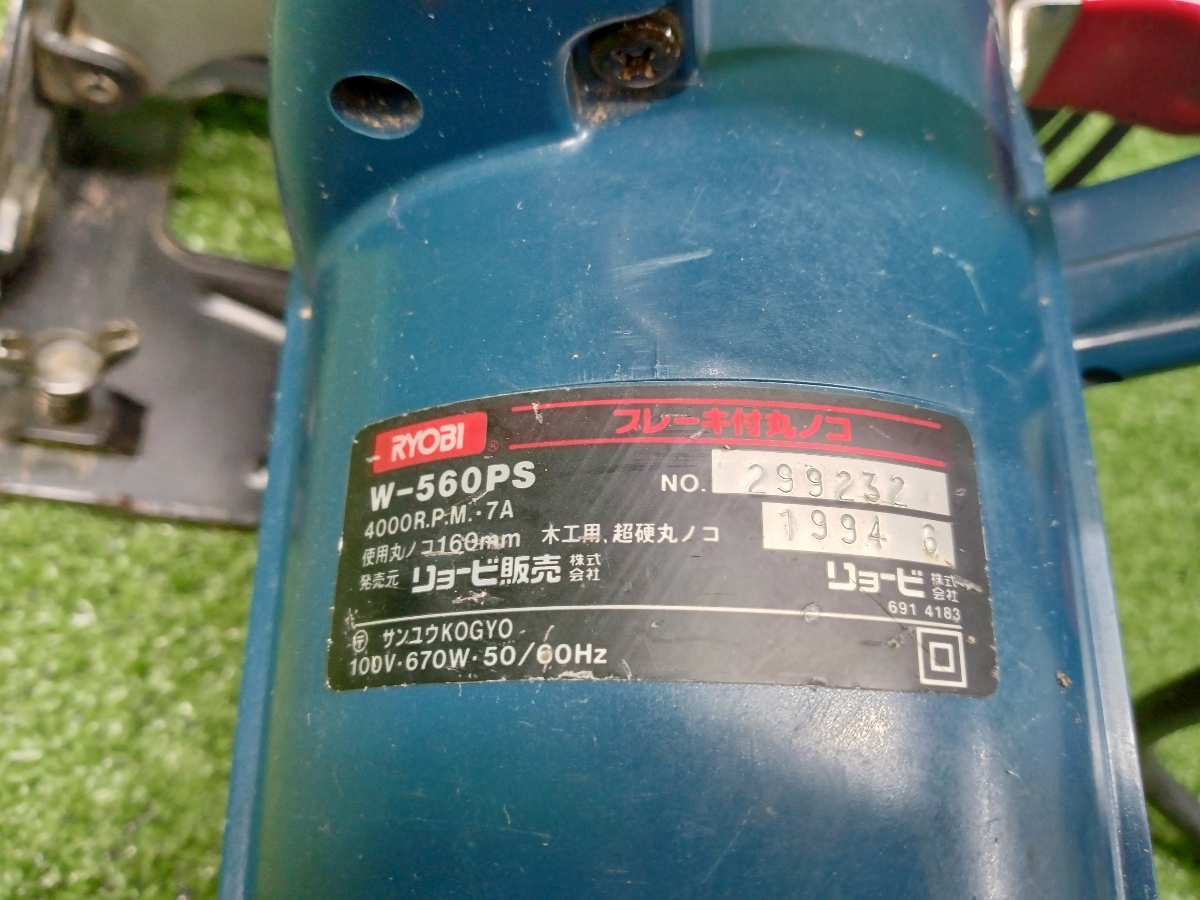 RYOBI
ブレーキ付丸ノコ
W-560PS
NO. 299232
4000R.P.M.・7A
1994 6
使用丸ノコ160mm 木工用、超硬丸ノコ
発売元 リョービ販売 株式会社
リョービ 株式会社
691 4183
〒 サンユウKOGYO
100V・670W・50/60Hz